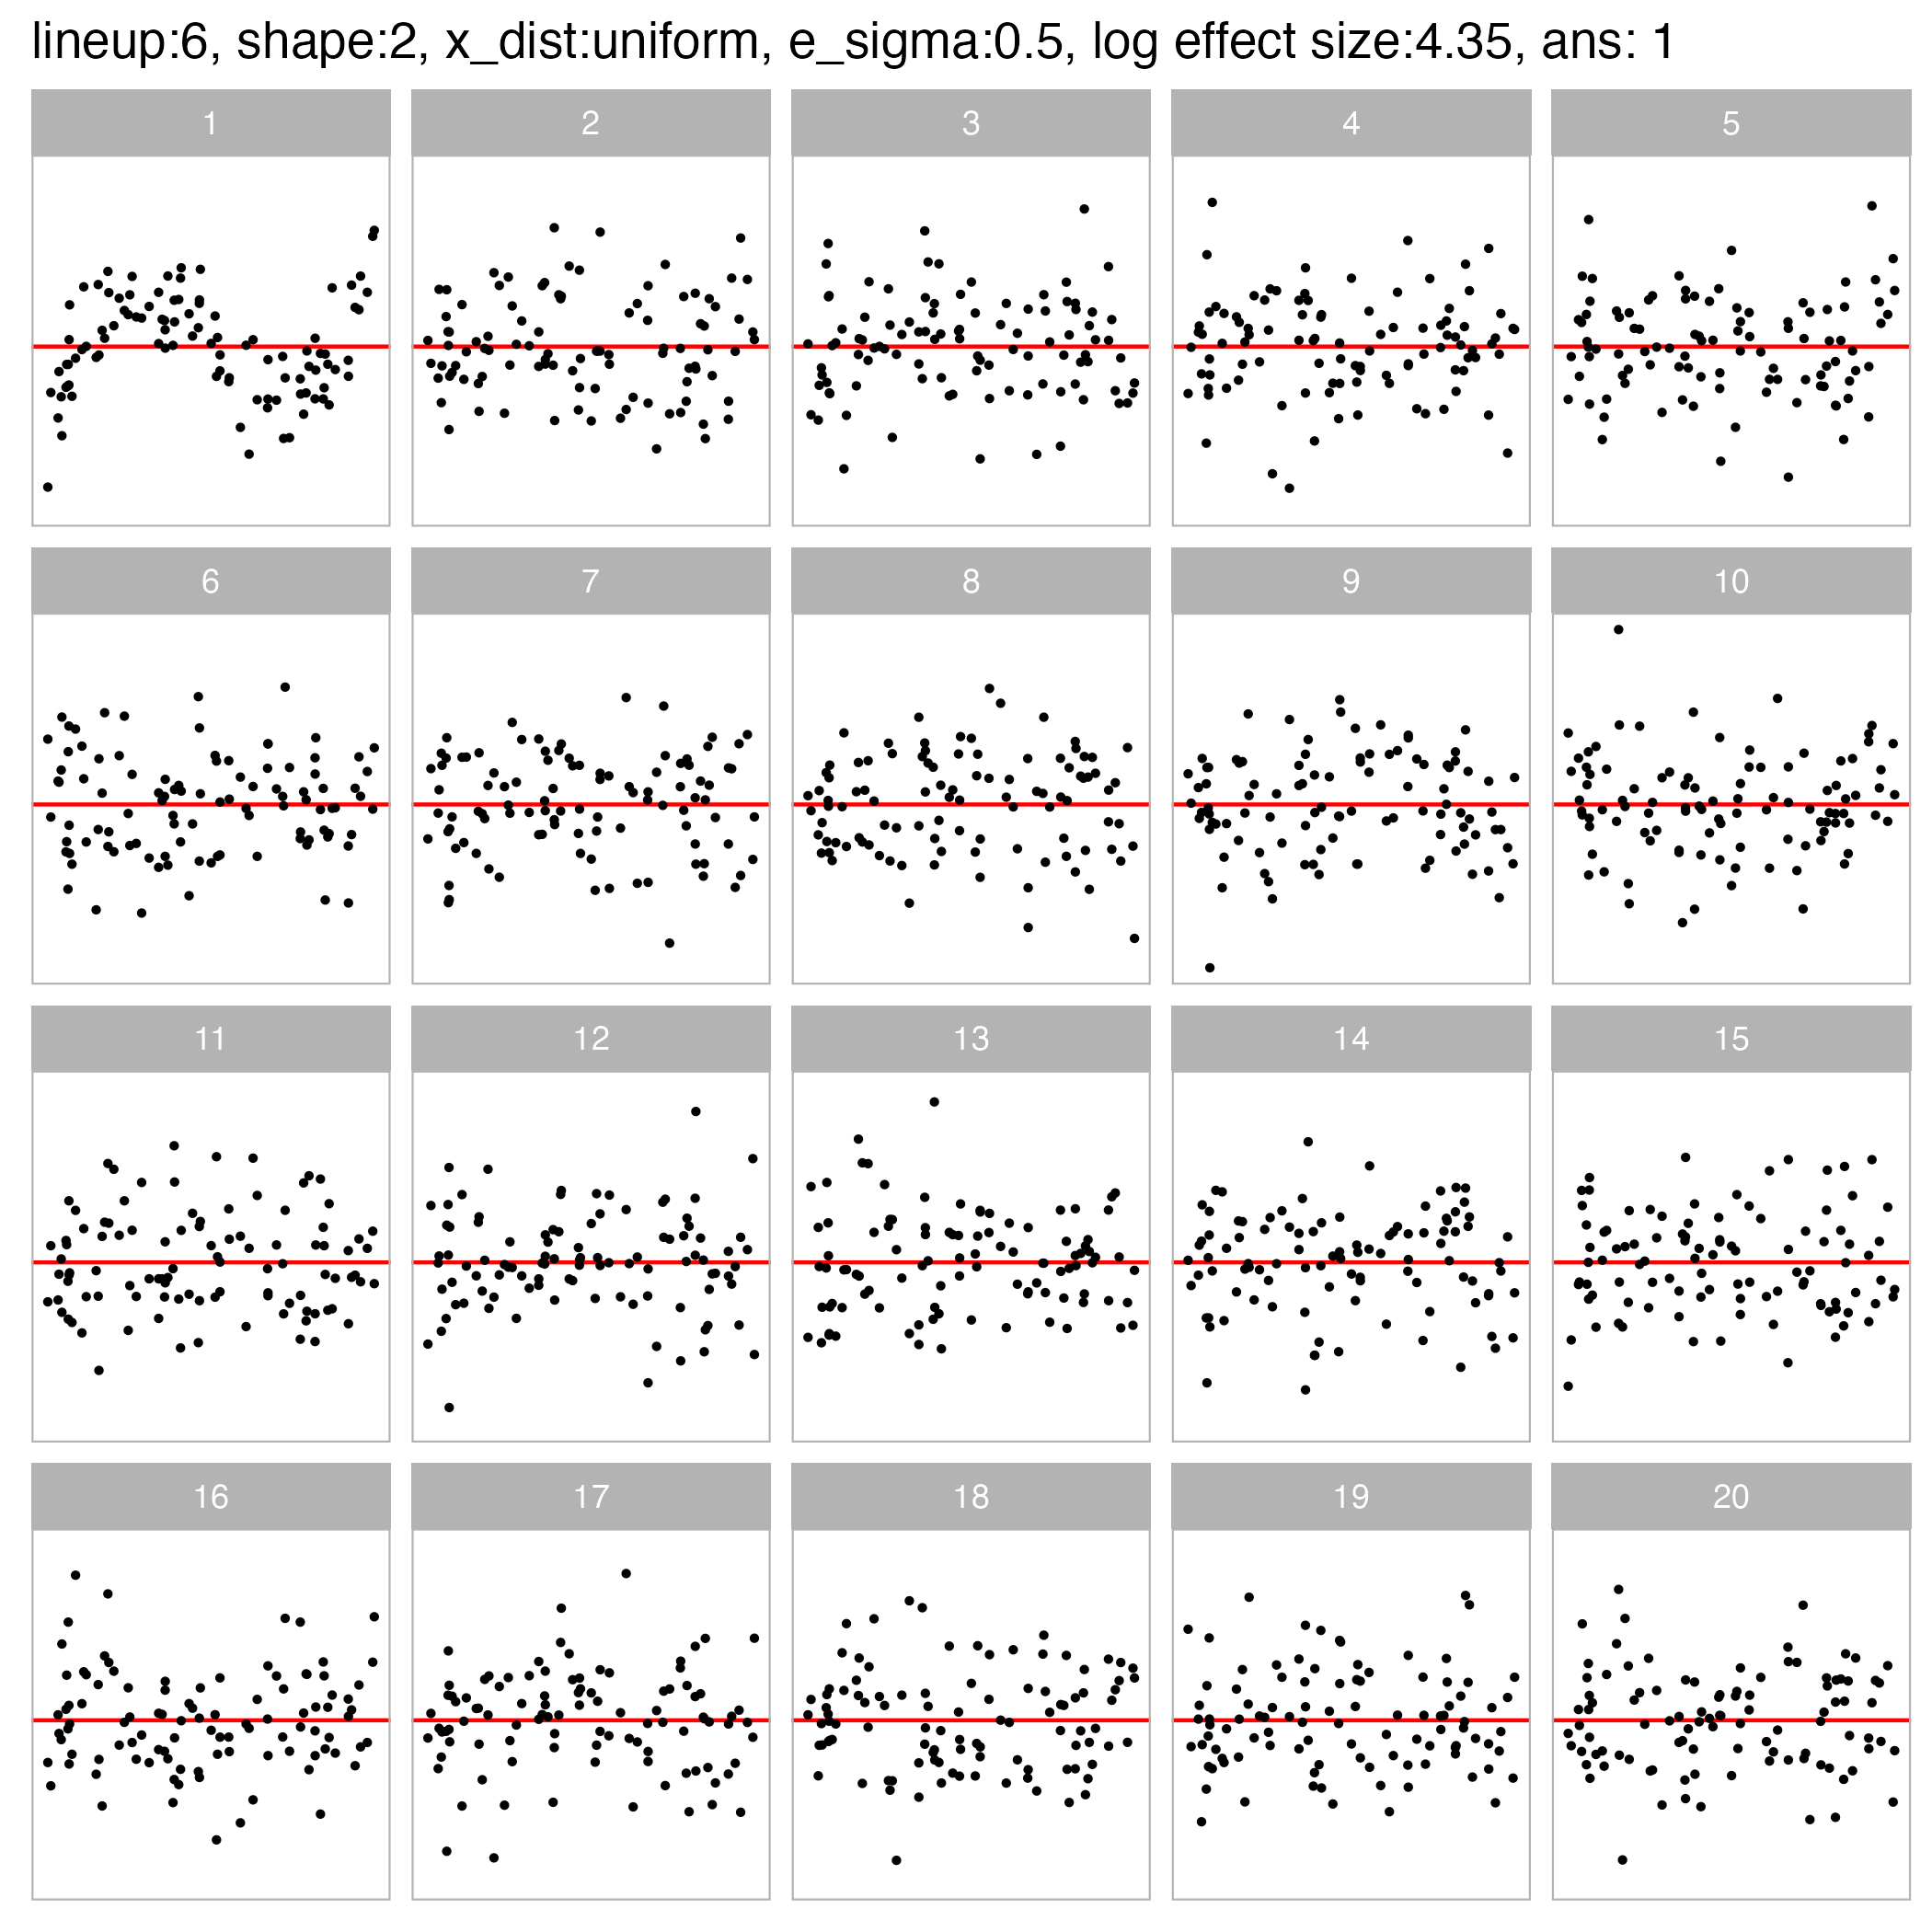 lineup:6, shape:2, x_dist:uniform, e_sigma:0.5, log effect size:4.35, ans: 1
1 2 3 4 5
6 7 8 9 10
11 12 13 14 15
16 17 18 19 20